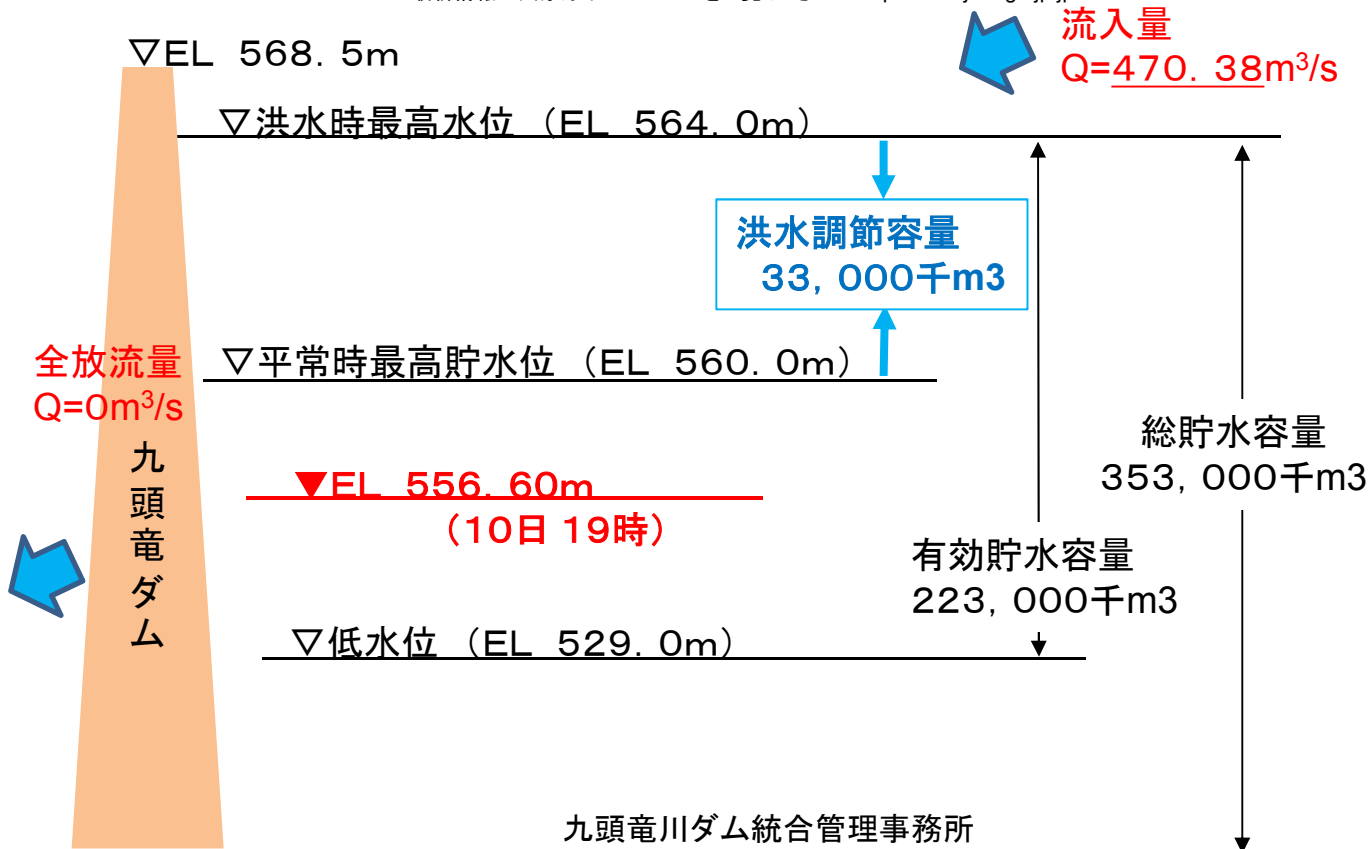 流入量
Q=470. 38m³/s
▽EL 568. 5m
▽洪水時最高水位 (EL 564. 0m)
洪水調節容量
33, 000千m3
全放流量
Q=0m³/s
▽平常時最高貯水位 (EL 560. 0m)
九頭竜ダム
▼EL 556. 60m
(10日 19時)
総貯水容量
353, 000千m3
有効貯水容量
223, 000千m3
▽低水位 (EL 529. 0m)
九頭竜川ダム統合管理事務所